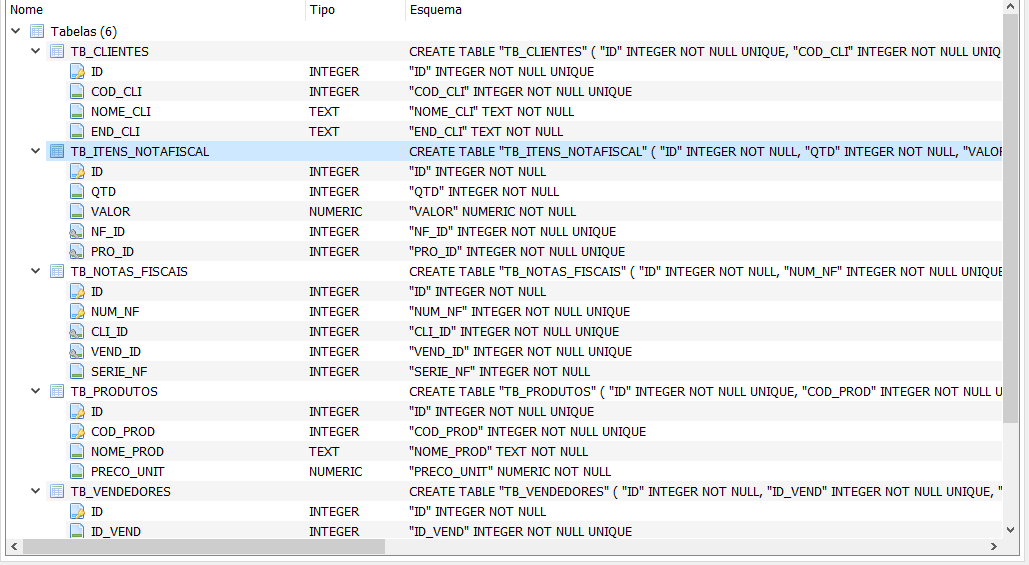 Nome Tipo Esquema
Tabelas (6)
TB_CLIENTES CREATE TABLE "TB_CLIENTES" ( "ID" INTEGER NOT NULL UNIQUE, "COD_CLI" INTEGER NOT NULL UNIQ
ID INTEGER "ID" INTEGER NOT NULL UNIQUE
COD_CLI INTEGER "COD_CLI" INTEGER NOT NULL UNIQUE
NOME_CLI TEXT "NOME_CLI" TEXT NOT NULL
END_CLI TEXT "END_CLI" TEXT NOT NULL
TB_ITENS_NOTAFISCAL CREATE TABLE "TB_ITENS_NOTAFISCAL" ( "ID" INTEGER NOT NULL, "QTD" INTEGER NOT NULL, "VALOR
ID INTEGER "ID" INTEGER NOT NULL
QTD INTEGER "QTD" INTEGER NOT NULL
VALOR NUMERIC "VALOR" NUMERIC NOT NULL
NF_ID INTEGER "NF_ID" INTEGER NOT NULL UNIQUE
PRO_ID INTEGER "PRO_ID" INTEGER NOT NULL UNIQUE
TB_NOTAS_FISCAIS CREATE TABLE "TB_NOTAS_FISCAIS" ( "ID" INTEGER NOT NULL, "NUM_NF" INTEGER NOT NULL UNIQUE
ID INTEGER "ID" INTEGER NOT NULL
NUM_NF INTEGER "NUM_NF" INTEGER NOT NULL UNIQUE
CLI_ID INTEGER "CLI_ID" INTEGER NOT NULL UNIQUE
VEND_ID INTEGER "VEND_ID" INTEGER NOT NULL UNIQUE
SERIE_NF INTEGER "SERIE_NF" INTEGER NOT NULL
TB_PRODUTOS CREATE TABLE "TB_PRODUTOS" ( "ID" INTEGER NOT NULL UNIQUE, "COD_PROD" INTEGER NOT NULL U
ID INTEGER "ID" INTEGER NOT NULL UNIQUE
COD_PROD INTEGER "COD_PROD" INTEGER NOT NULL UNIQUE
NOME_PROD TEXT "NOME_PROD" TEXT NOT NULL
PRECO_UNIT NUMERIC "PRECO_UNIT" NUMERIC NOT NULL
TB_VENDEDORES CREATE TABLE "TB_VENDEDORES" ( "ID" INTEGER NOT NULL, "ID_VEND" INTEGER NOT NULL UNIQUE, "
ID INTEGER "ID" INTEGER NOT NULL
ID_VEND INTEGER "ID_VEND" INTEGER NOT NULL UNIQUE